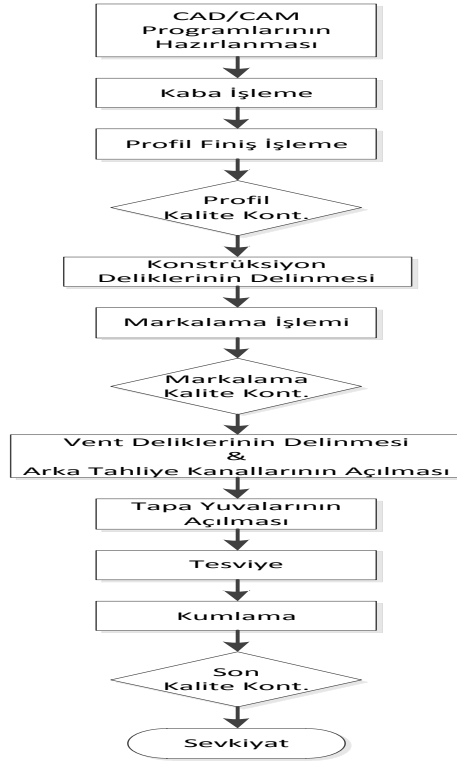 CAD/CAM
Programlarının
Hazırlanması
Kaba İşleme
Profil Finiş İşleme
Profil
Kalite Kont.
Konstrüksiyon
Deliklerinin Delinmesi
Markalama İşlemi
Markalama
Kalite Kont.
Vent Deliklerinin Delinmesi
&
Arka Tahliye Kanallarının Açılması
Tapa Yuvalarının
Açılması
Tesviye
Kumlama
Son
Kalite Kont.
Sevkiyat